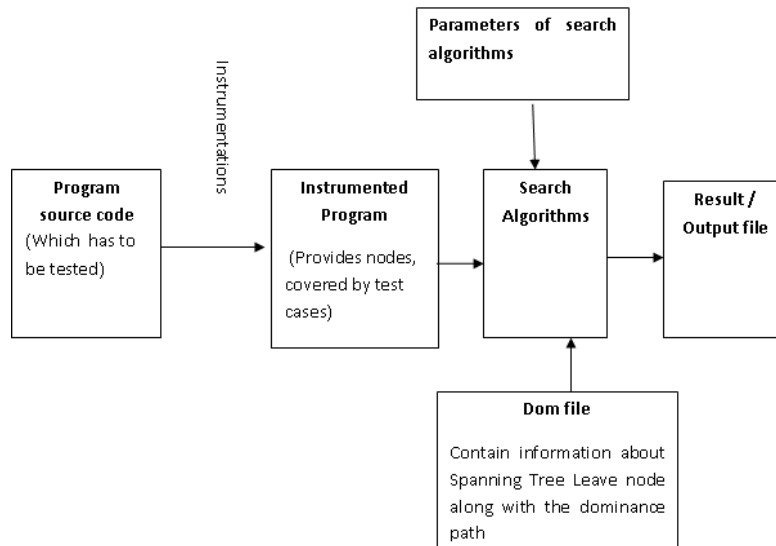 Parameters of search
algorithms
Instrumentations
Program
source code
(Which has to
be tested)
Instrumented
Program
(Provides nodes,
covered by test
cases)
Search
Algorithms
Result /
Output file
Dom file
Contain information about
Spanning Tree Leave node
along with the dominance
path